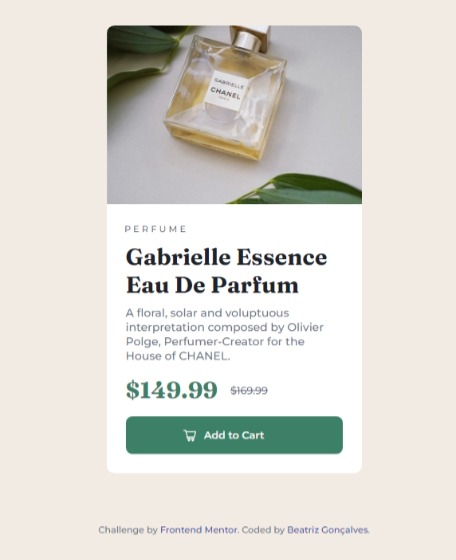 GABRIELLE
CHANEL
PARIS
PERFUME
Gabrielle Essence
Eau De Parfum
A floral, solar and voluptuous
interpretation composed by Olivier
Polge, Perfumer-Creator for the
House of CHANEL.
$149.99 $169.99
Add to Cart
Challenge by Frontend Mentor. Coded by Beatriz Gonçalves.